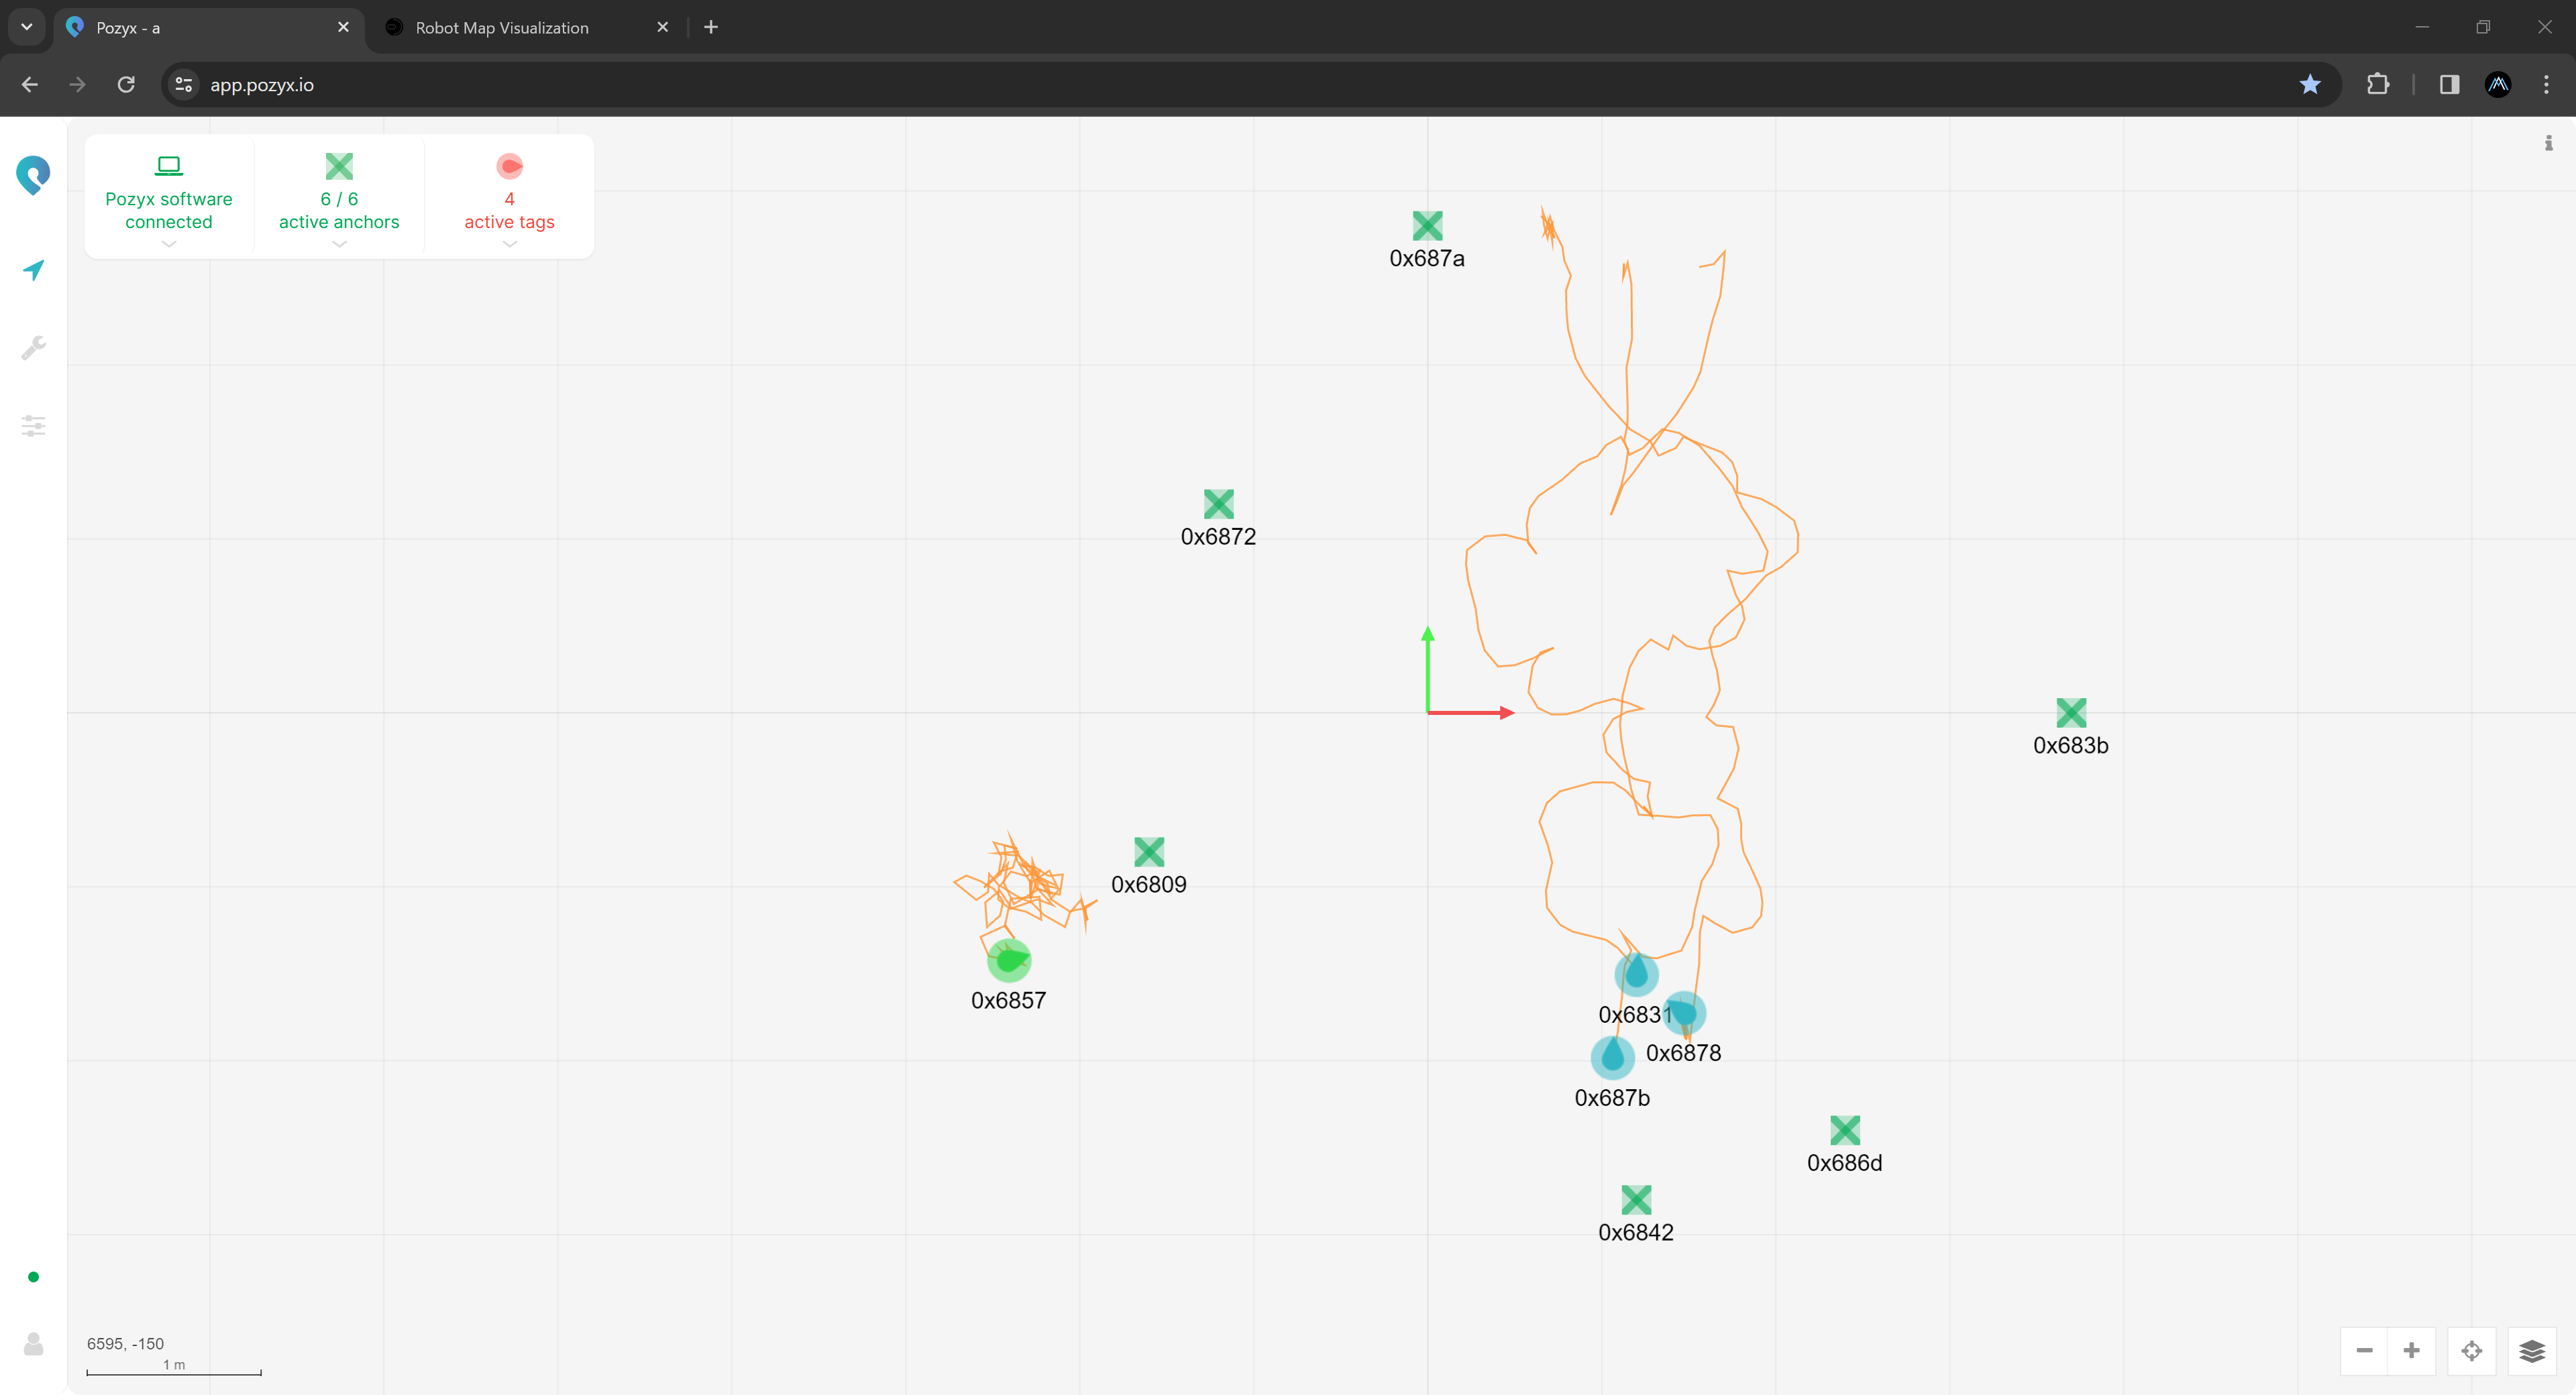 Pozyx - a
Robot Map Visualization
app.pozyx.io
Pozyx software
connected
6 / 6
active anchors
4
active tags
0x687a
0x6872
0x683b
0x6809
0x6857
0x6831
0x6878
0x687b
0x686d
0x6842
6595, -150
1 m